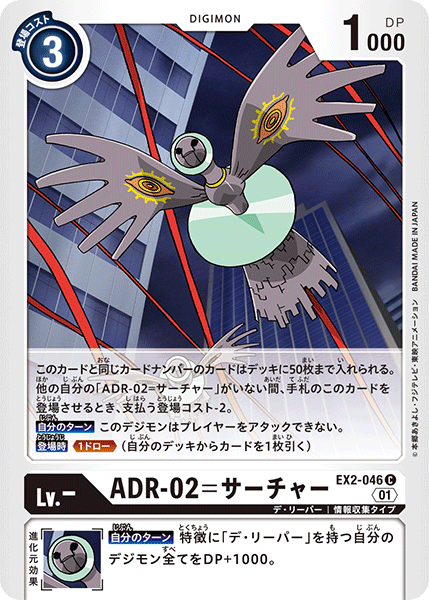 登場コスト
3
DIGIMON
DP
1000
このカードと同じカードナンバーのカードはデッキに50枚まで入れられる。
他の自分の「ADR-02=サーチャー」がいない間、手札のこのカードを
登場させるとき、支払う登場コスト-2。
自分のターン このデジモンはプレイヤーをアタックできない。
登場時 1ドロー (自分のデッキからカードを1枚引く)
©本郷あきよし・フジテレビ・東映アニメーション BANDAI MADE IN JAPAN
EX2-046 C
Lv.ー ADR-02=サーチャー 01
デ・リーパー | 情報収集タイプ
進化元効果
自分のターン 特徴に「デ・リーパー」を持つ自分の
デジモン全てをDP+1000。